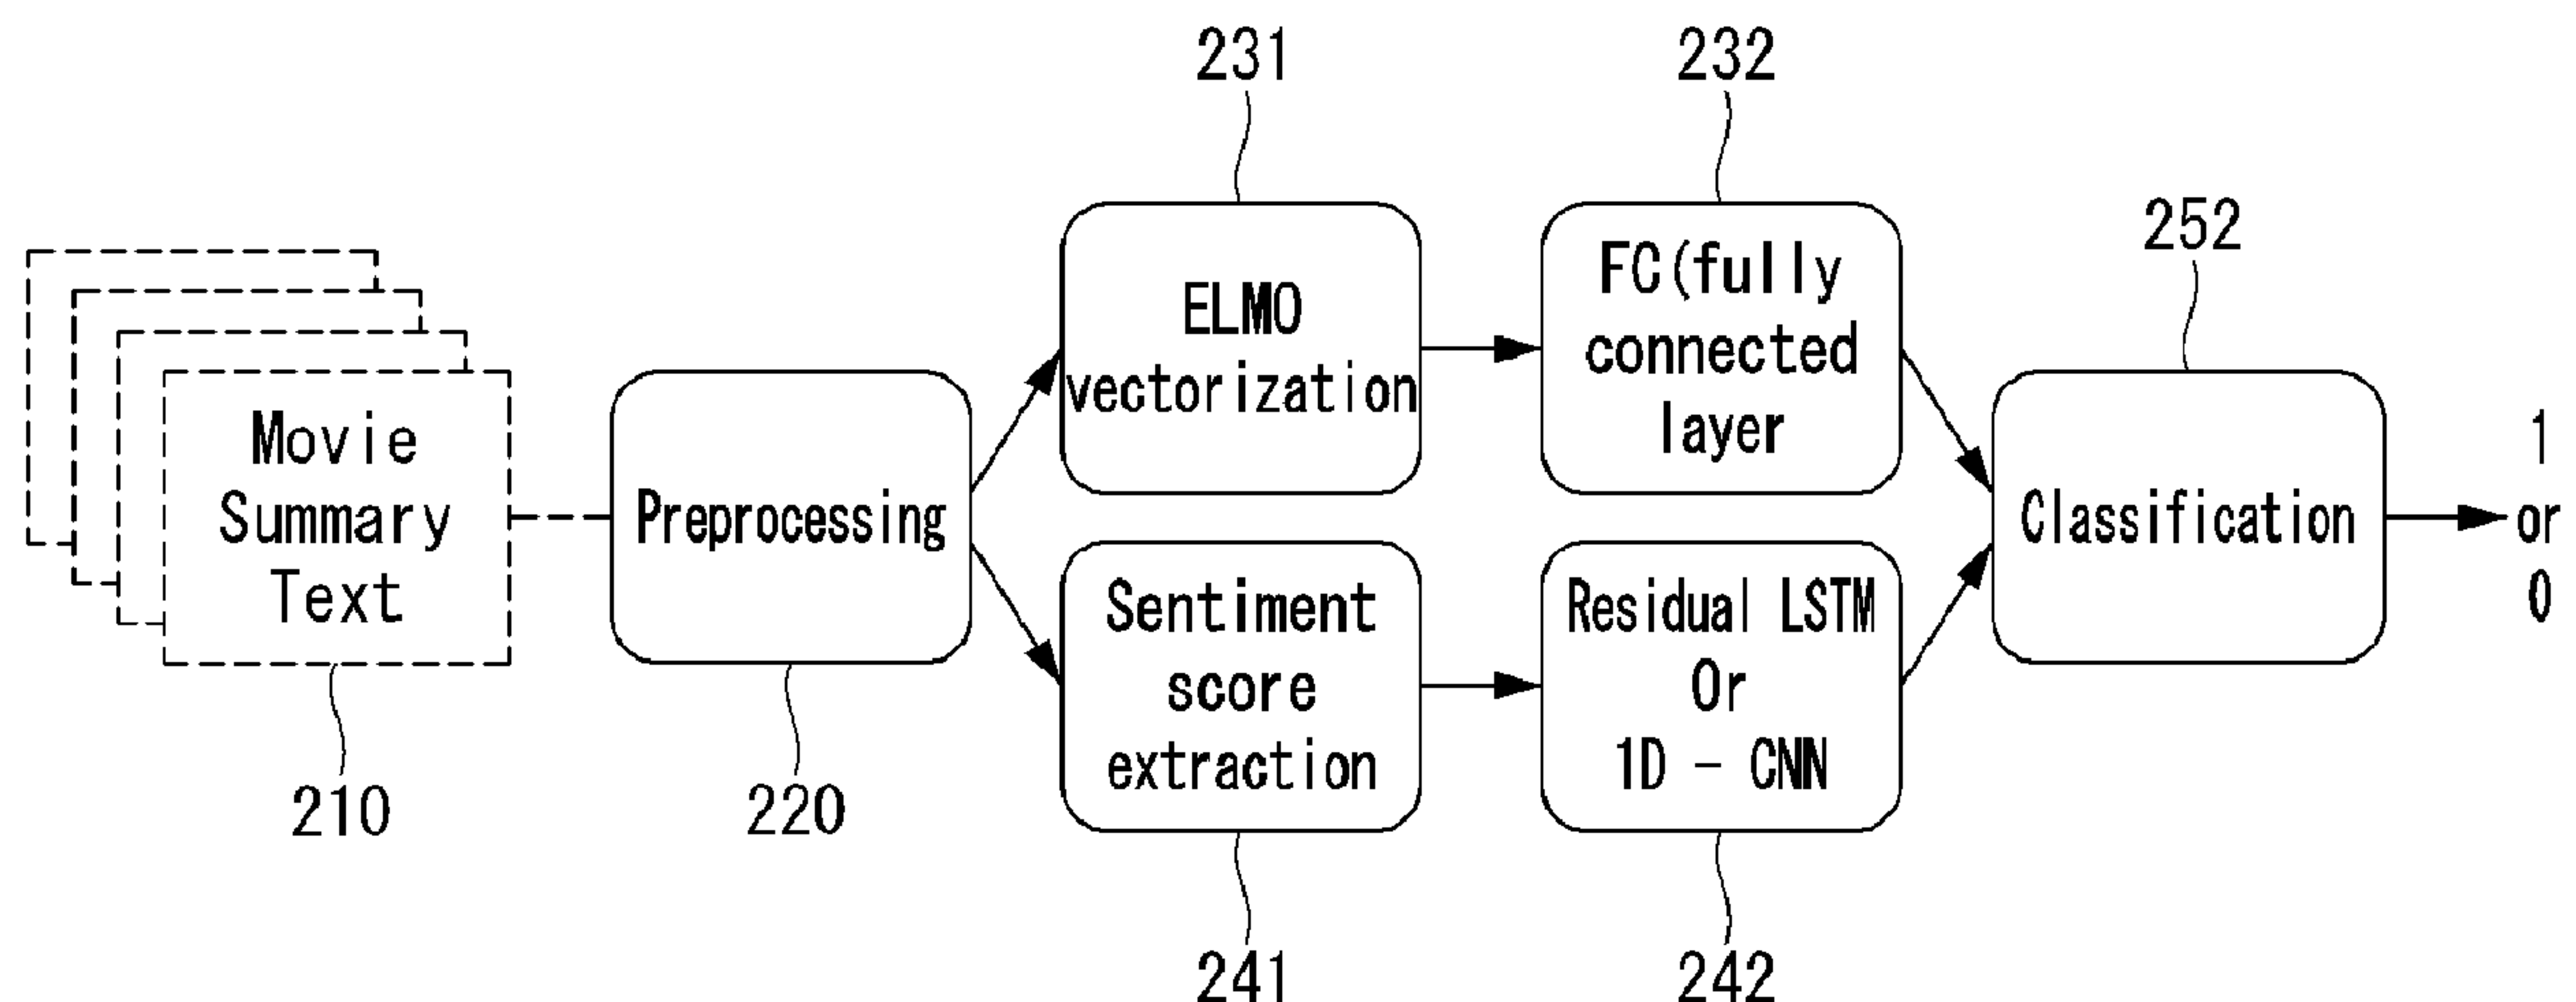 231
232
252
Movie
Summary
Text
210
Preprocessing
220
ELMO
vectorization
FC(fully
connected
layer
Sentiment
score
extraction
241
Residual LSTM
Or
1D - CNN
242
Classification
1
or
0